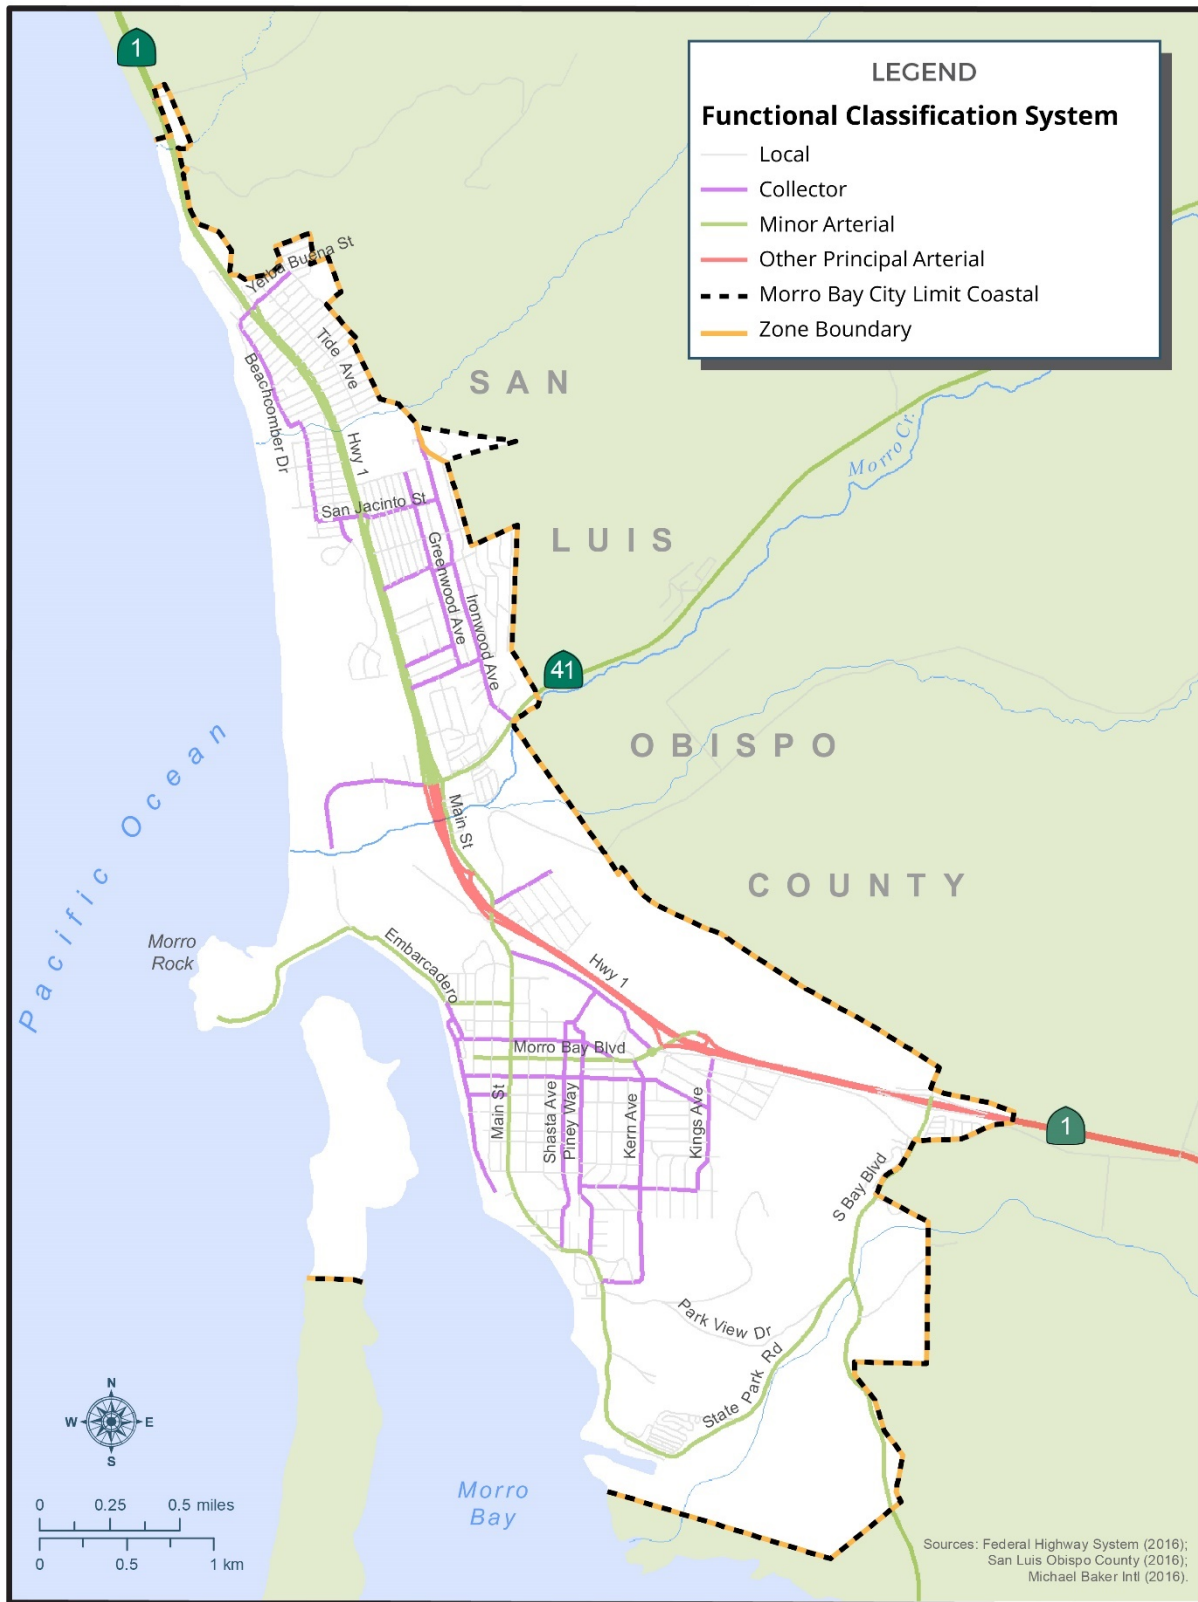 1
LEGEND
Functional Classification System
Local
Collector
Minor Arterial
Other Principal Arterial
Morro Bay City Limit Coastal
Zone Boundary
Yerba Buena St
Tide Ave
Beachcomber Dr
Hwy 1
SAN
Morro Cr.
San Jacinto St
LUIS
Greenwood Ave
Ironwood Ave
41
OBISPO
Pacific Ocean
Main St
COUNTY
Morro
Rock
Embarcadero
Hwy 1
Morro Bay Blvd
Main St
Shasta Ave
Piney Way
Kern Ave
Kings Ave
1
S Bay Blvd
Park View Dr
State Park Rd
N
W
E
S
0 0.25 0.5 miles
0 0.5 1 km
Morro
Bay
Sources: Federal Highway System (2016);
San Luis Obispo County (2016);
Michael Baker Intl (2016).